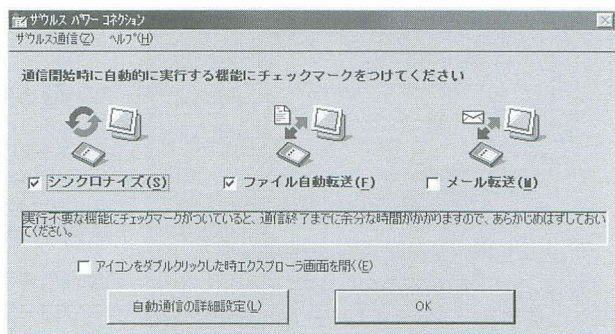 ザウルス パワー コネクション
ザウルス通信(Z) ヘルプ(H)
通信開始時に自動的に実行する機能にチェックマークをつけてください
シンクロナイズ(S) ファイル自動転送(F) メール転送(M)
実行不要な機能にチェックマークがついていると、通信終了までに余分な時間がかかりますので、あらかじめはずしておい
てください。
アイコンをダブルクリックした時エクスプローラ画面を開く(E)
自動通信の詳細設定(L) OK